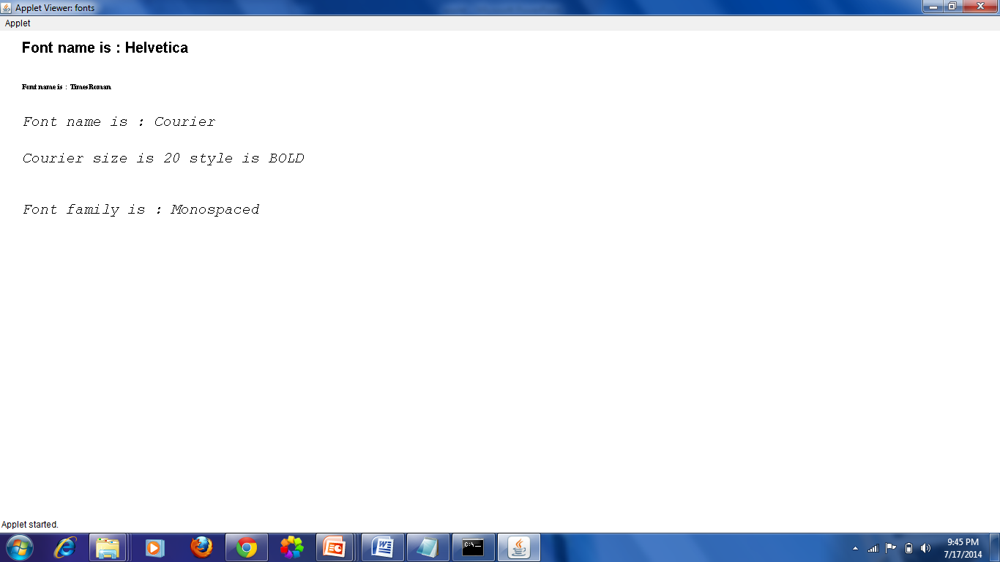 Applet Viewer: fonts
Applet
Font name is : Helvetica
Font name is : TimesRoman
Font name is : Courier
Courier size is 20 style is BOLD
Font family is : Monospaced
Applet started.
C:\_
9:45 PM
7/17/2014